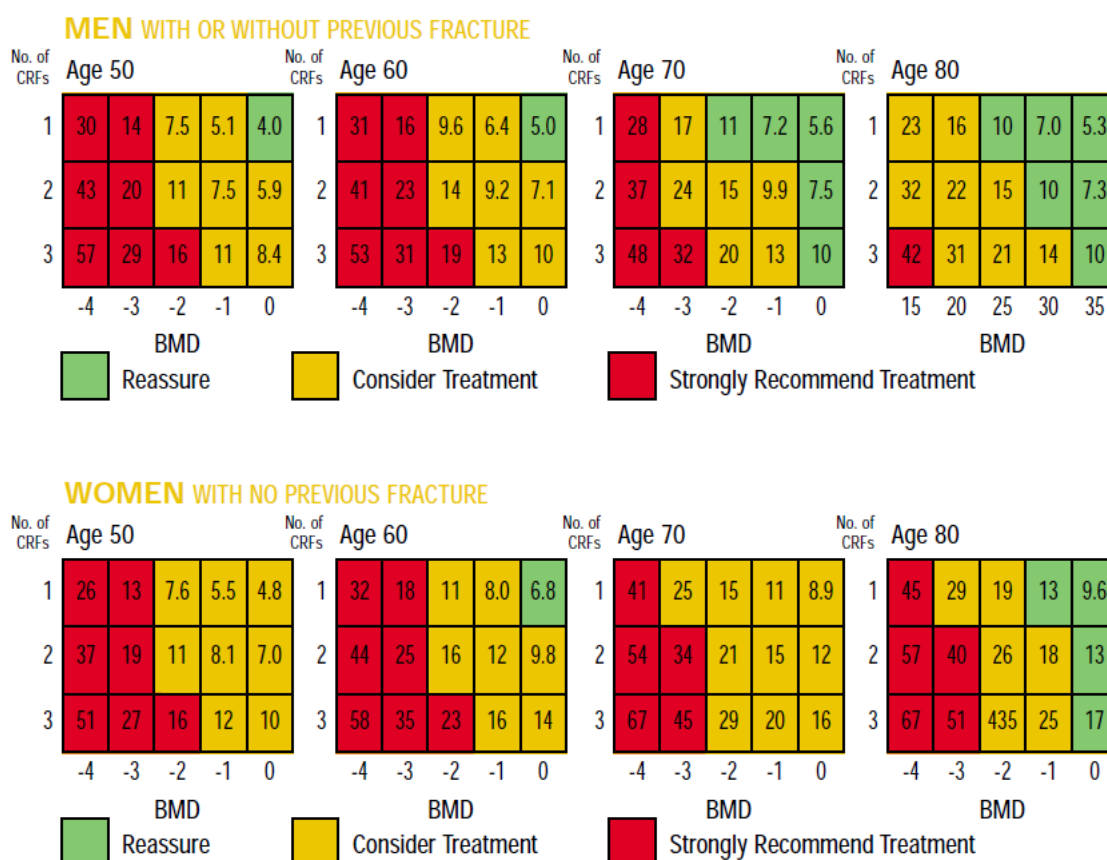 MEN WITH OR WITHOUT PREVIOUS FRACTURE
No. of CRFs Age 50 No. of CRFs Age 60 No. of CRFs Age 70 No. of CRFs Age 80
1 30 14 7.5 5.1 4.0 1 31 16 9.6 6.4 5.0 1 28 17 11 7.2 5.6 1 23 16 10 7.0 5.3
2 43 20 11 7.5 5.9 2 41 23 14 9.2 7.1 2 37 24 15 9.9 7.5 2 32 22 15 10 7.3
3 57 29 16 11 8.4 3 53 31 19 13 10 3 48 32 20 13 10 3 42 31 21 14 10
-4 -3 -2 -1 0 -4 -3 -2 -1 0 -4 -3 -2 -1 0 15 20 25 30 35
BMD BMD BMD BMD
Reassure Consider Treatment Strongly Recommend Treatment
WOMEN WITH NO PREVIOUS FRACTURE
No. of CRFs Age 50 No. of CRFs Age 60 No. of CRFs Age 70 No. of CRFs Age 80
1 26 13 7.6 5.5 4.8 1 32 18 11 8.0 6.8 1 41 25 15 11 8.9 1 45 29 19 13 9.6
2 37 19 11 8.1 7.0 2 44 25 16 12 9.8 2 54 34 21 15 12 2 57 40 26 18 13
3 51 27 16 12 10 3 58 35 23 16 14 3 67 45 29 20 16 3 67 51 435 25 17
-4 -3 -2 -1 0 -4 -3 -2 -1 0 -4 -3 -2 -1 0 -4 -3 -2 -1 0
BMD BMD BMD BMD
Reassure Consider Treatment Strongly Recommend Treatment